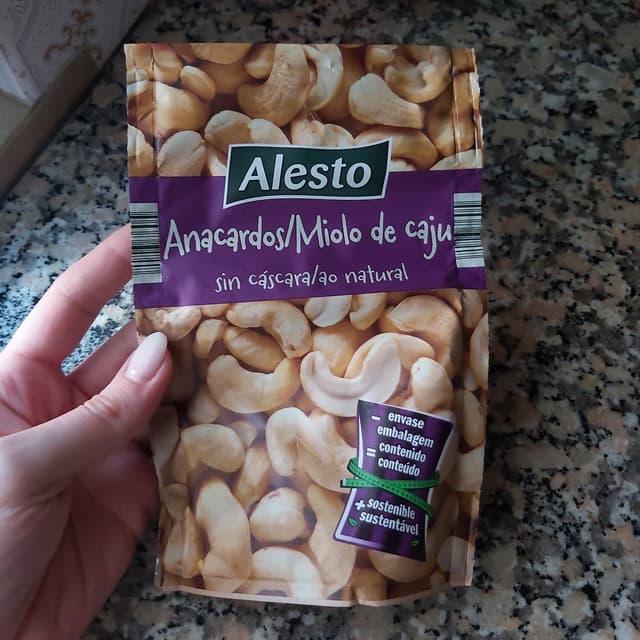 Alesto
Anacardos/Miolo de caju
sin cáscara/ao natural
- envase
embalagem
= contenido
conteúdo
+ sostenible
sustentável